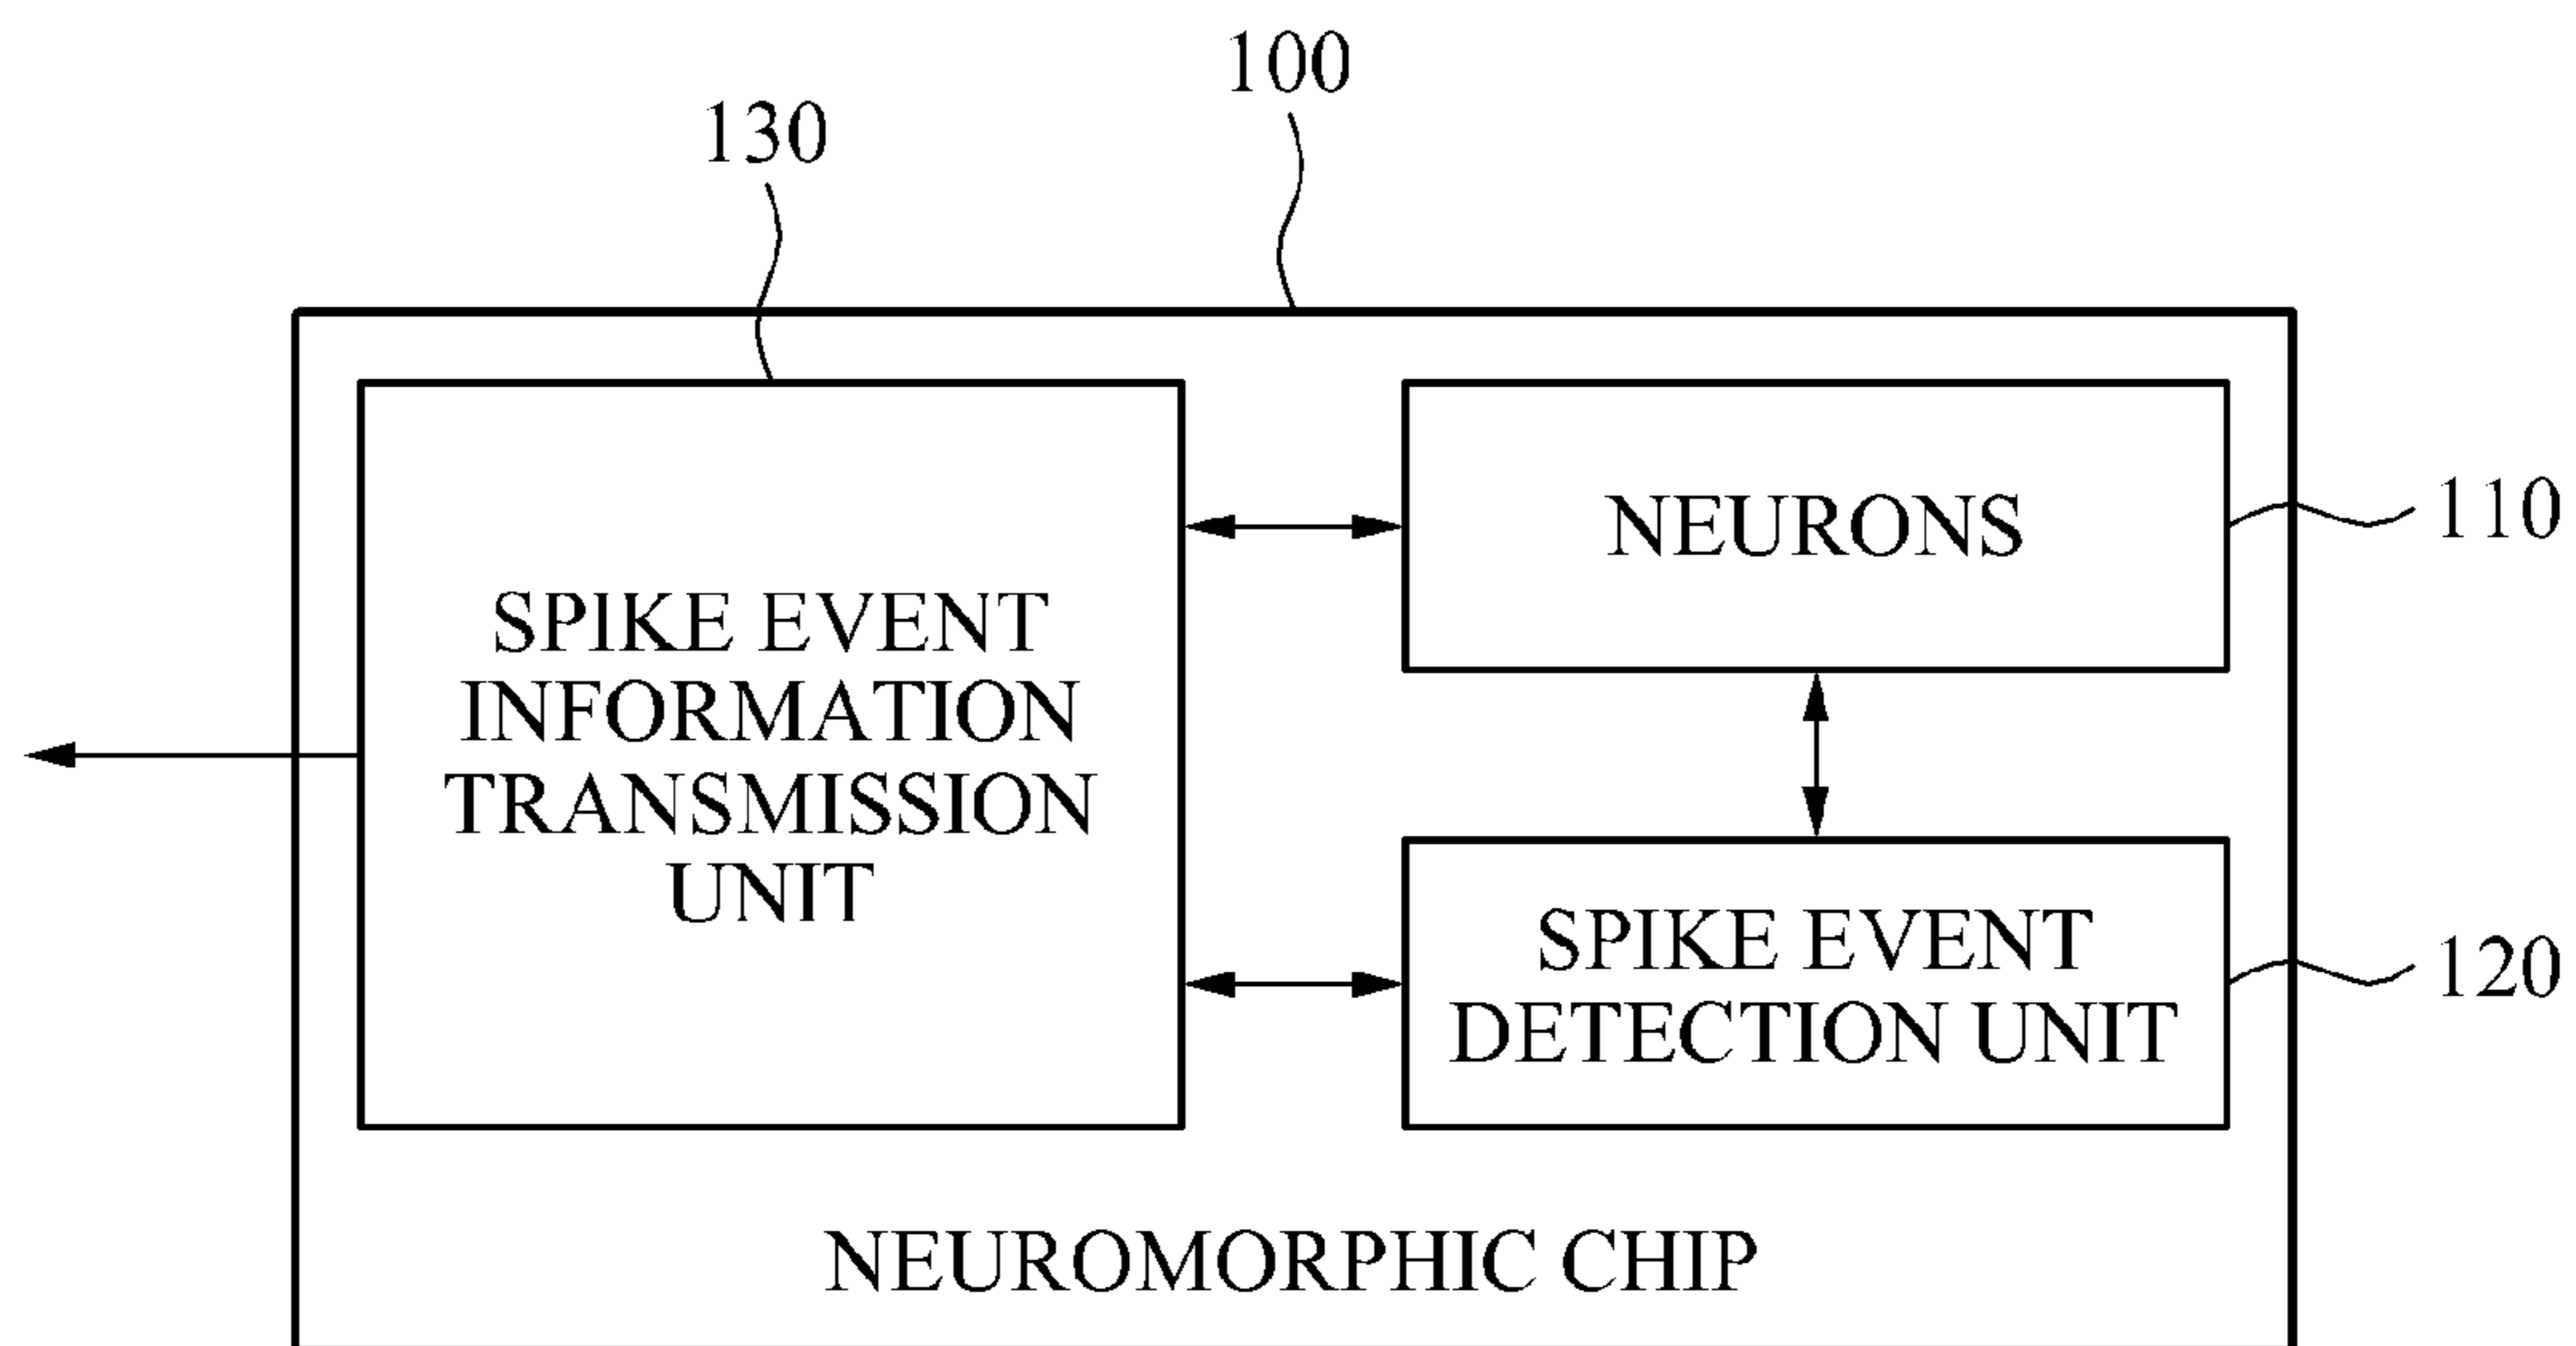 100
130
NEURONS
110
SPIKE EVENT
INFORMATION
TRANSMISSION
UNIT
SPIKE EVENT
DETECTION UNIT
120
NEUROMORPHIC CHIP